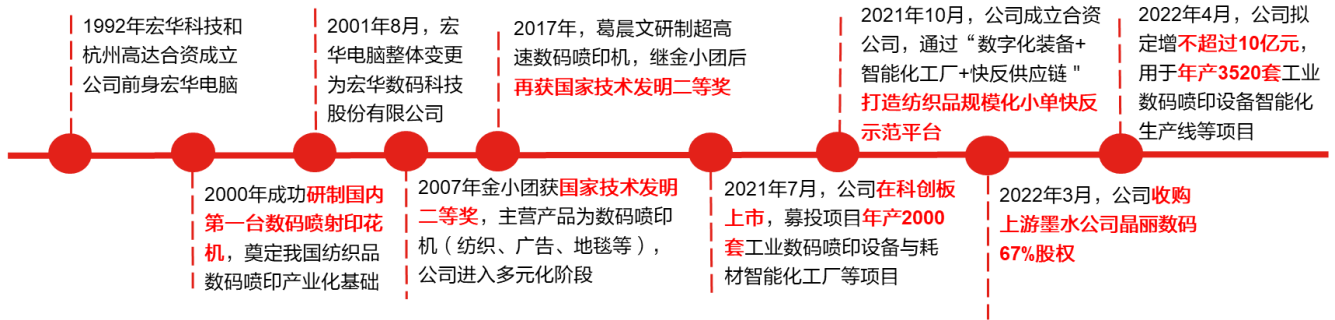 1992年宏华科技和
杭州高达合资成立
公司前身宏华电脑
2000年成功研制国内
第一台数码喷射印花
机，奠定我国纺织品
数码喷印产业化基础
2001年8月，宏
华电脑整体变更
为宏华数码科技
股份有限公司
2007年金小团获国家技术发明
二等奖，主营产品为数码喷印
机（纺织、广告、地毯等），
公司进入多元化阶段
2017年，葛晨文研制超高
速数码喷印机，继金小团后
再获国家技术发明二等奖
2021年7月，公司在科创板
上市，募投项目年产2000
套工业数码喷印设备与耗
材智能化工厂等项目
2021年10月，公司成立合资
公司，通过“数字化装备+
智能化工厂+快反供应链＂
打造纺织品规模化小单快反
示范平台
2022年3月，公司收购
上游墨水公司晶丽数码
67%股权
2022年4月，公司拟
定增不超过10亿元，
用于年产3520套工业
数码喷印设备智能化
生产线等项目